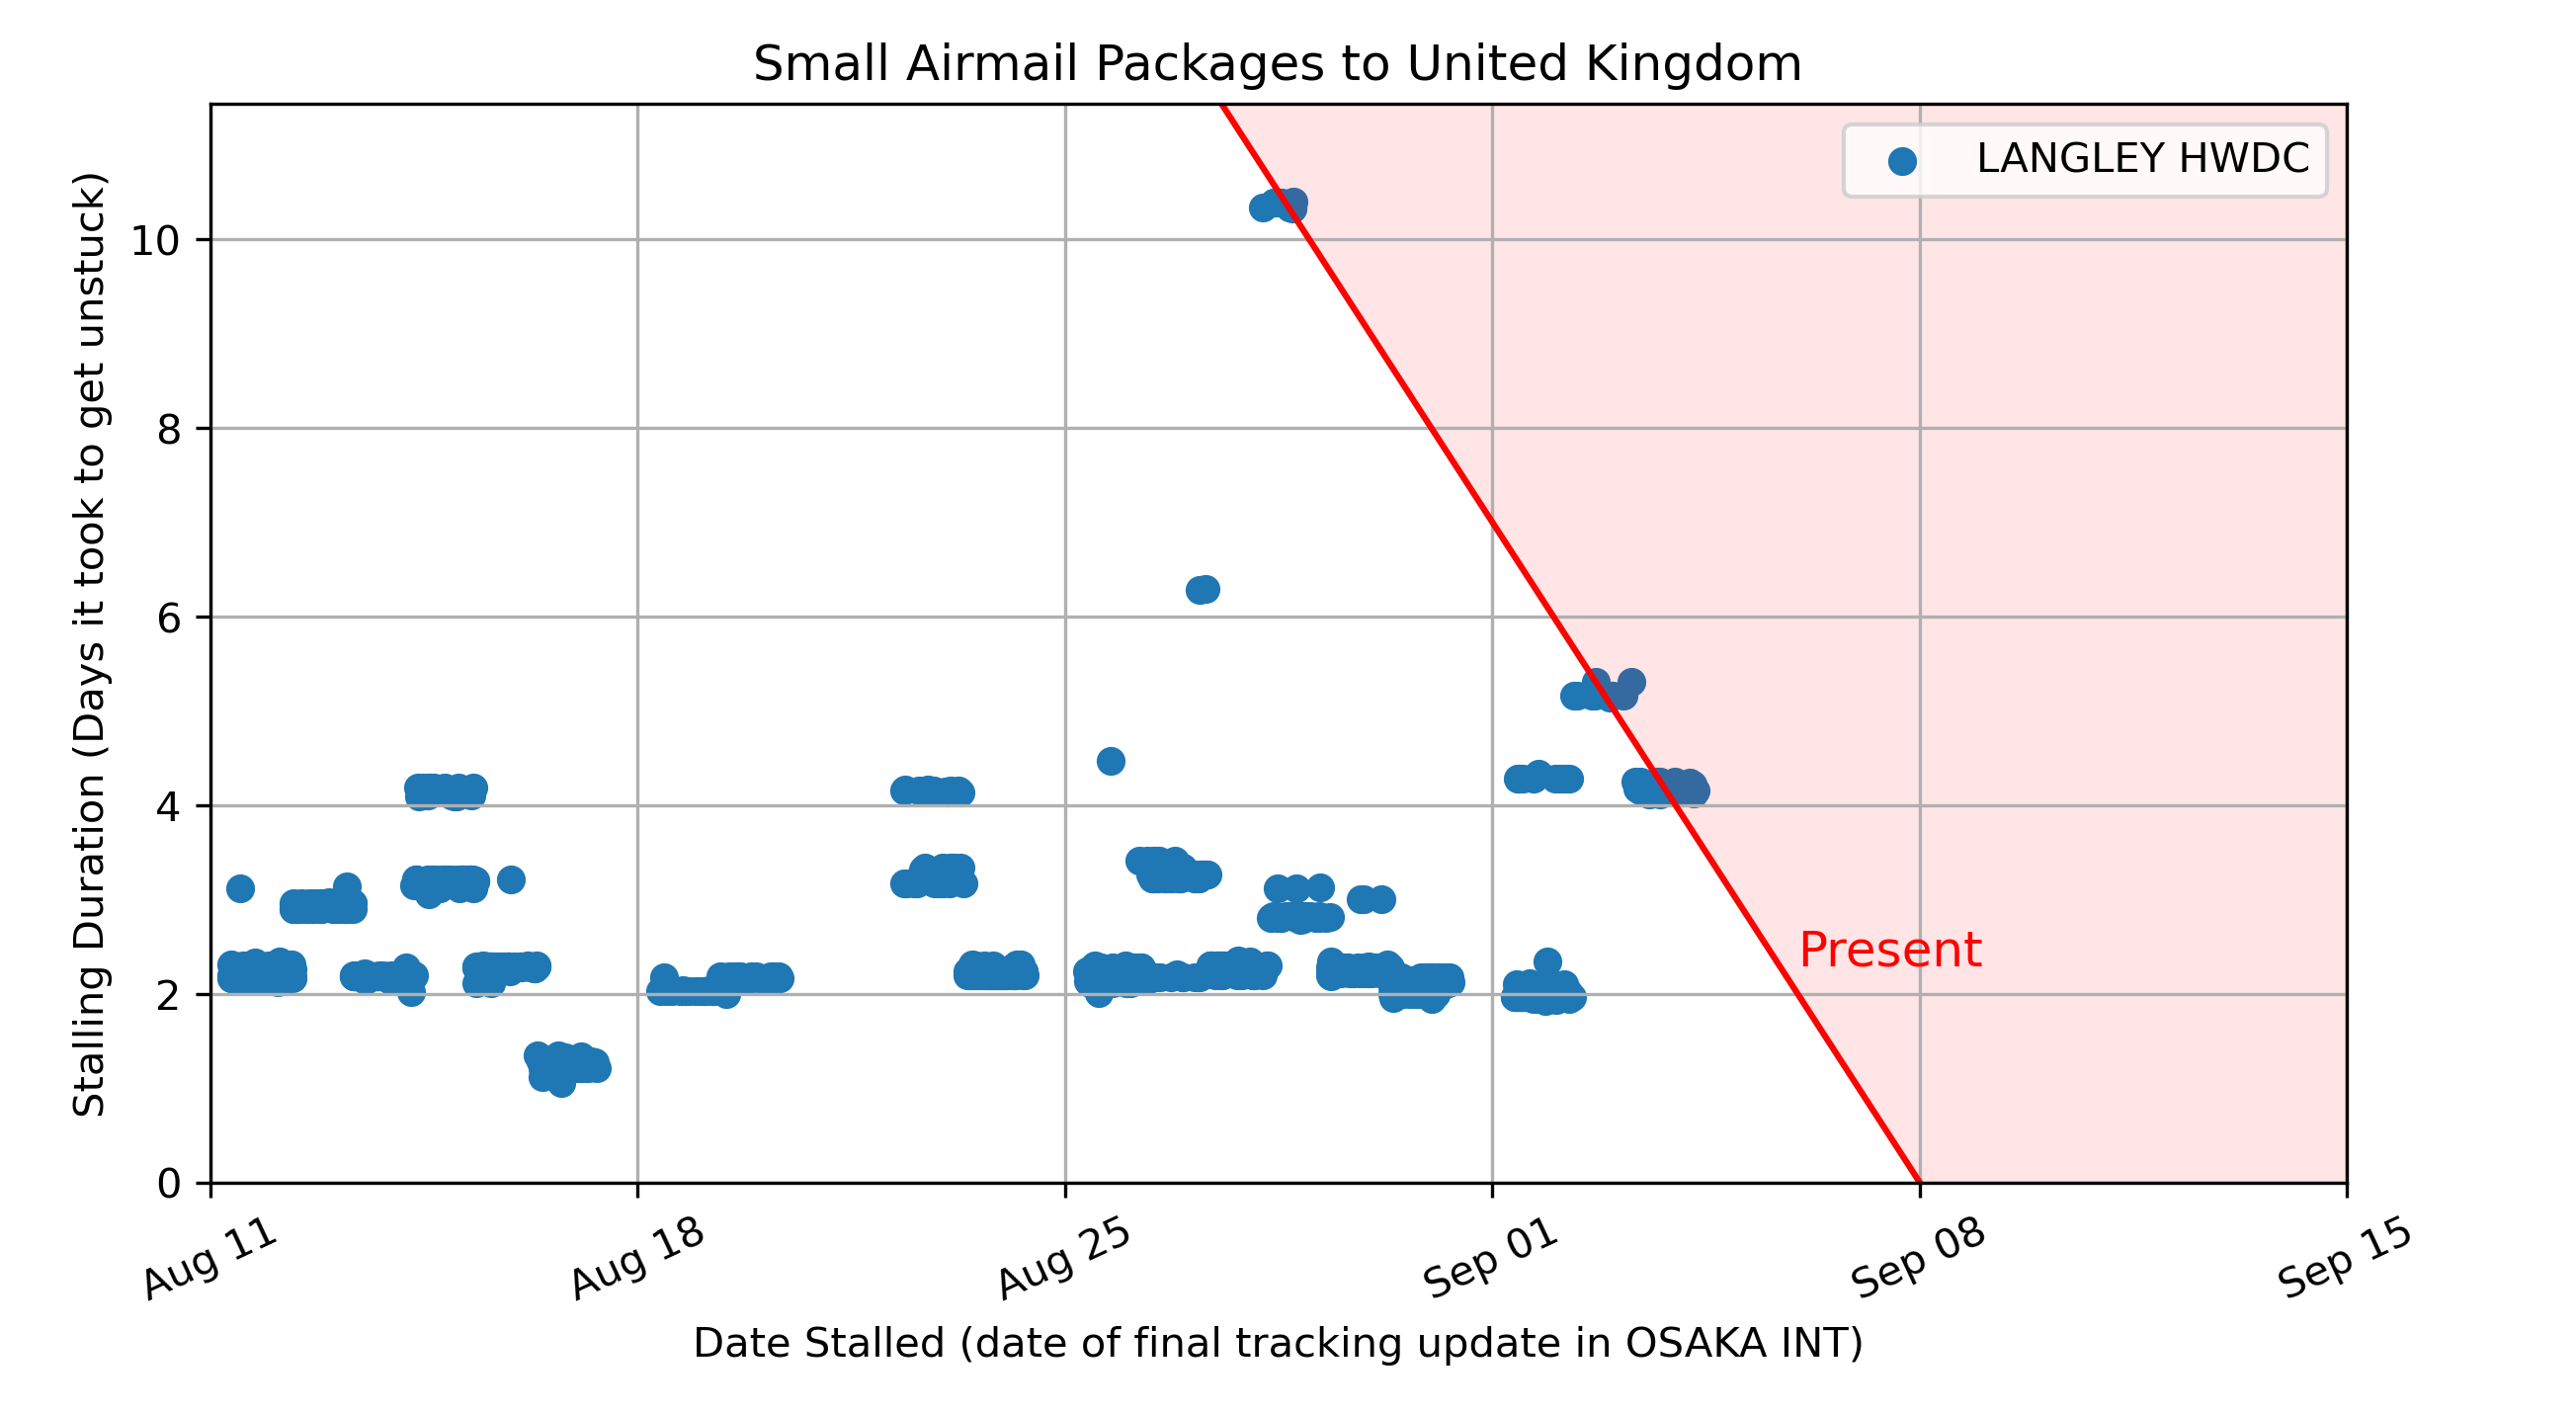 Small Airmail Packages to United Kingdom
LANGLEY HWDC
Stalling Duration (Days it took to get unstuck)
10
8
6
4
2
0
Present
Aug 11
Aug 18
Aug 25
Sep 01
Sep 08
Sep 15
Date Stalled (date of final tracking update in OSAKA INT)